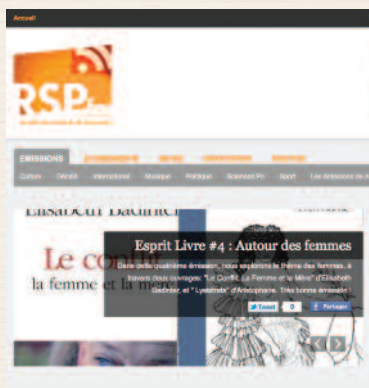 Accueil
RSP
EMISSIONS
Culture Débat International Musique Politique Sciences Po Sport Les émissions de
Elisabeth Badinter
Le conflit
la femme et la mère
Esprit Livre #4 : Autour des femmes
Dans cette quatrième émission, nous explorons le thème des femmes, à
travers deux ouvrages: "Le Conflit, La Femme et la Mère" d'Elisabeth
Badinter, et " Lysistrata" d'Aristophane. Très bonne émission !
Tweet 0 Partager